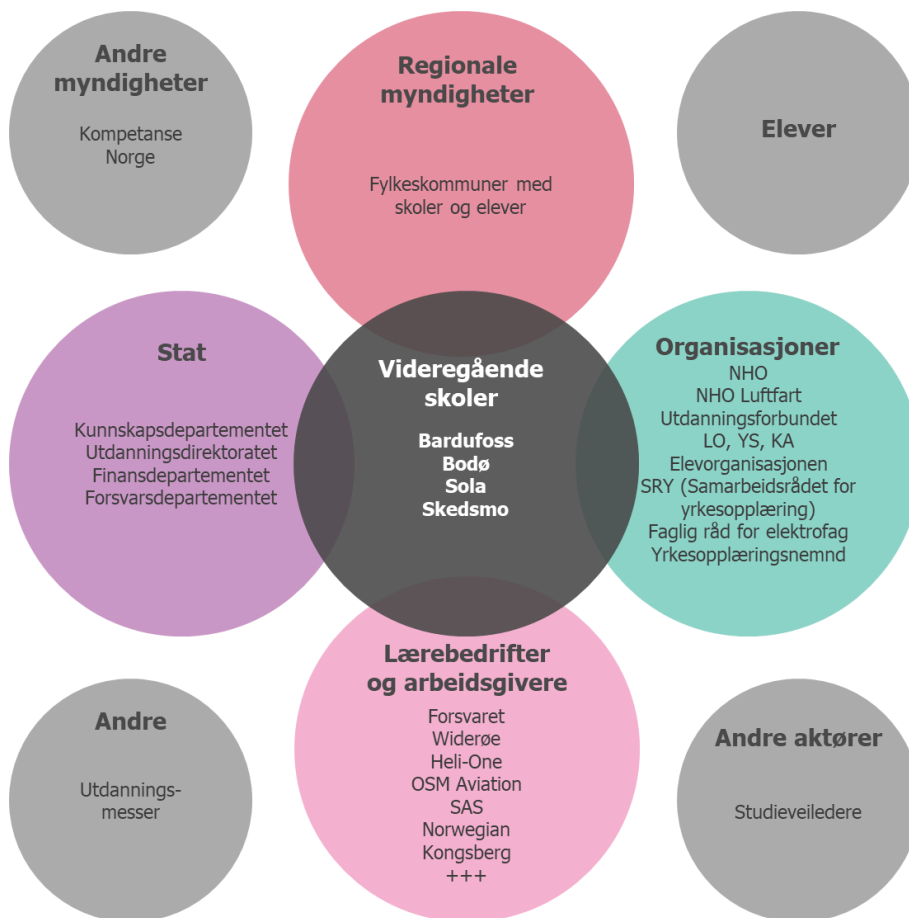 Andre
myndigheter
Kompetanse
Norge
Regionale
myndigheter
Fylkeskommuner med
skoler og elever
Elever
Stat
Kunnskapsdepartementet
Utdanningsdirektoratet
Finansdepartementet
Forsvarsdepartementet
Videregående
skoler
Bardufoss
Bodø
Sola
Skedsmo
Organisasjoner
NHO
NHO Luftfart
Utdanningsforbundet
LO, YS, KA
Elevorganisasjonen
SRY (Samarbeidsrådet for
yrkesopplæring)
Faglig råd for elektrofag
Yrkesopplæringsnemnd
Andre
Utdannings-
messer
Lærebedrifter
og arbeidsgivere
Forsvaret
Widerøe
Heli-One
OSM Aviation
SAS
Norwegian
Kongsberg
+++
Andre aktører
Studieveiledere